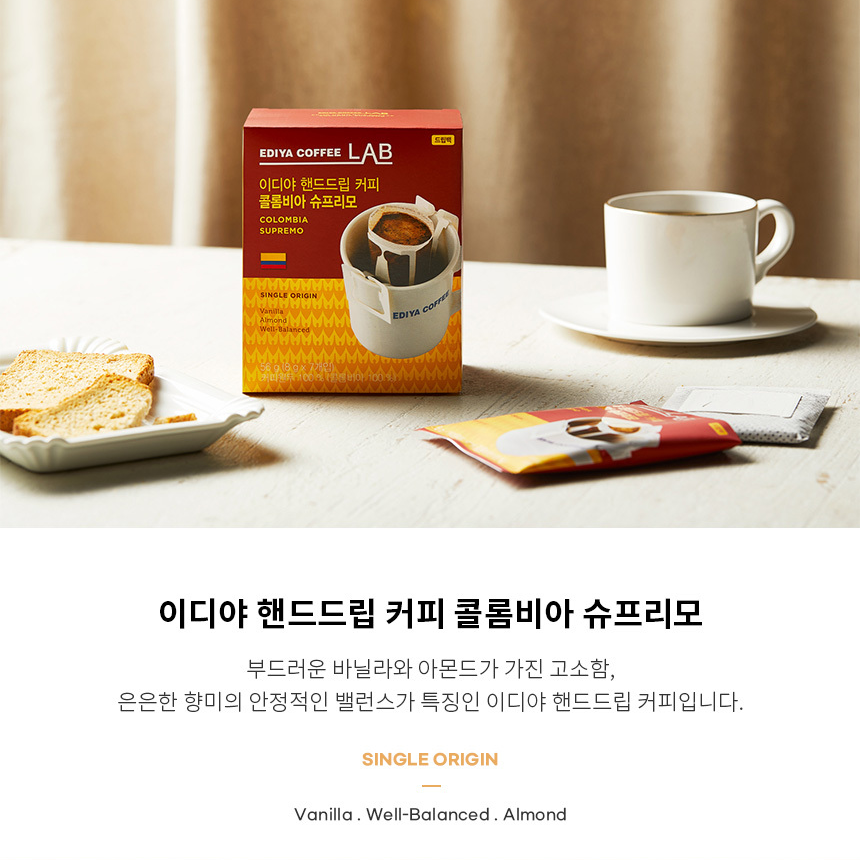 드립백
EDIYA COFFEE LAB
이디야 핸드드립 커피
콜롬비아 슈프리모
COLOMBIA
SUPREMO
SINGLE ORIGIN
Vanilla
Almond
Well-Balanced
EDIYA COFFEE
이디야 핸드드립 커피 콜롬비아 슈프리모
부드러운 바닐라와 아몬드가 가진 고소함,
은은한 향미의 안정적인 밸런스가 특징인 이디야 핸드드립 커피입니다.
SINGLE ORIGIN
Vanilla . Well-Balanced . Almond